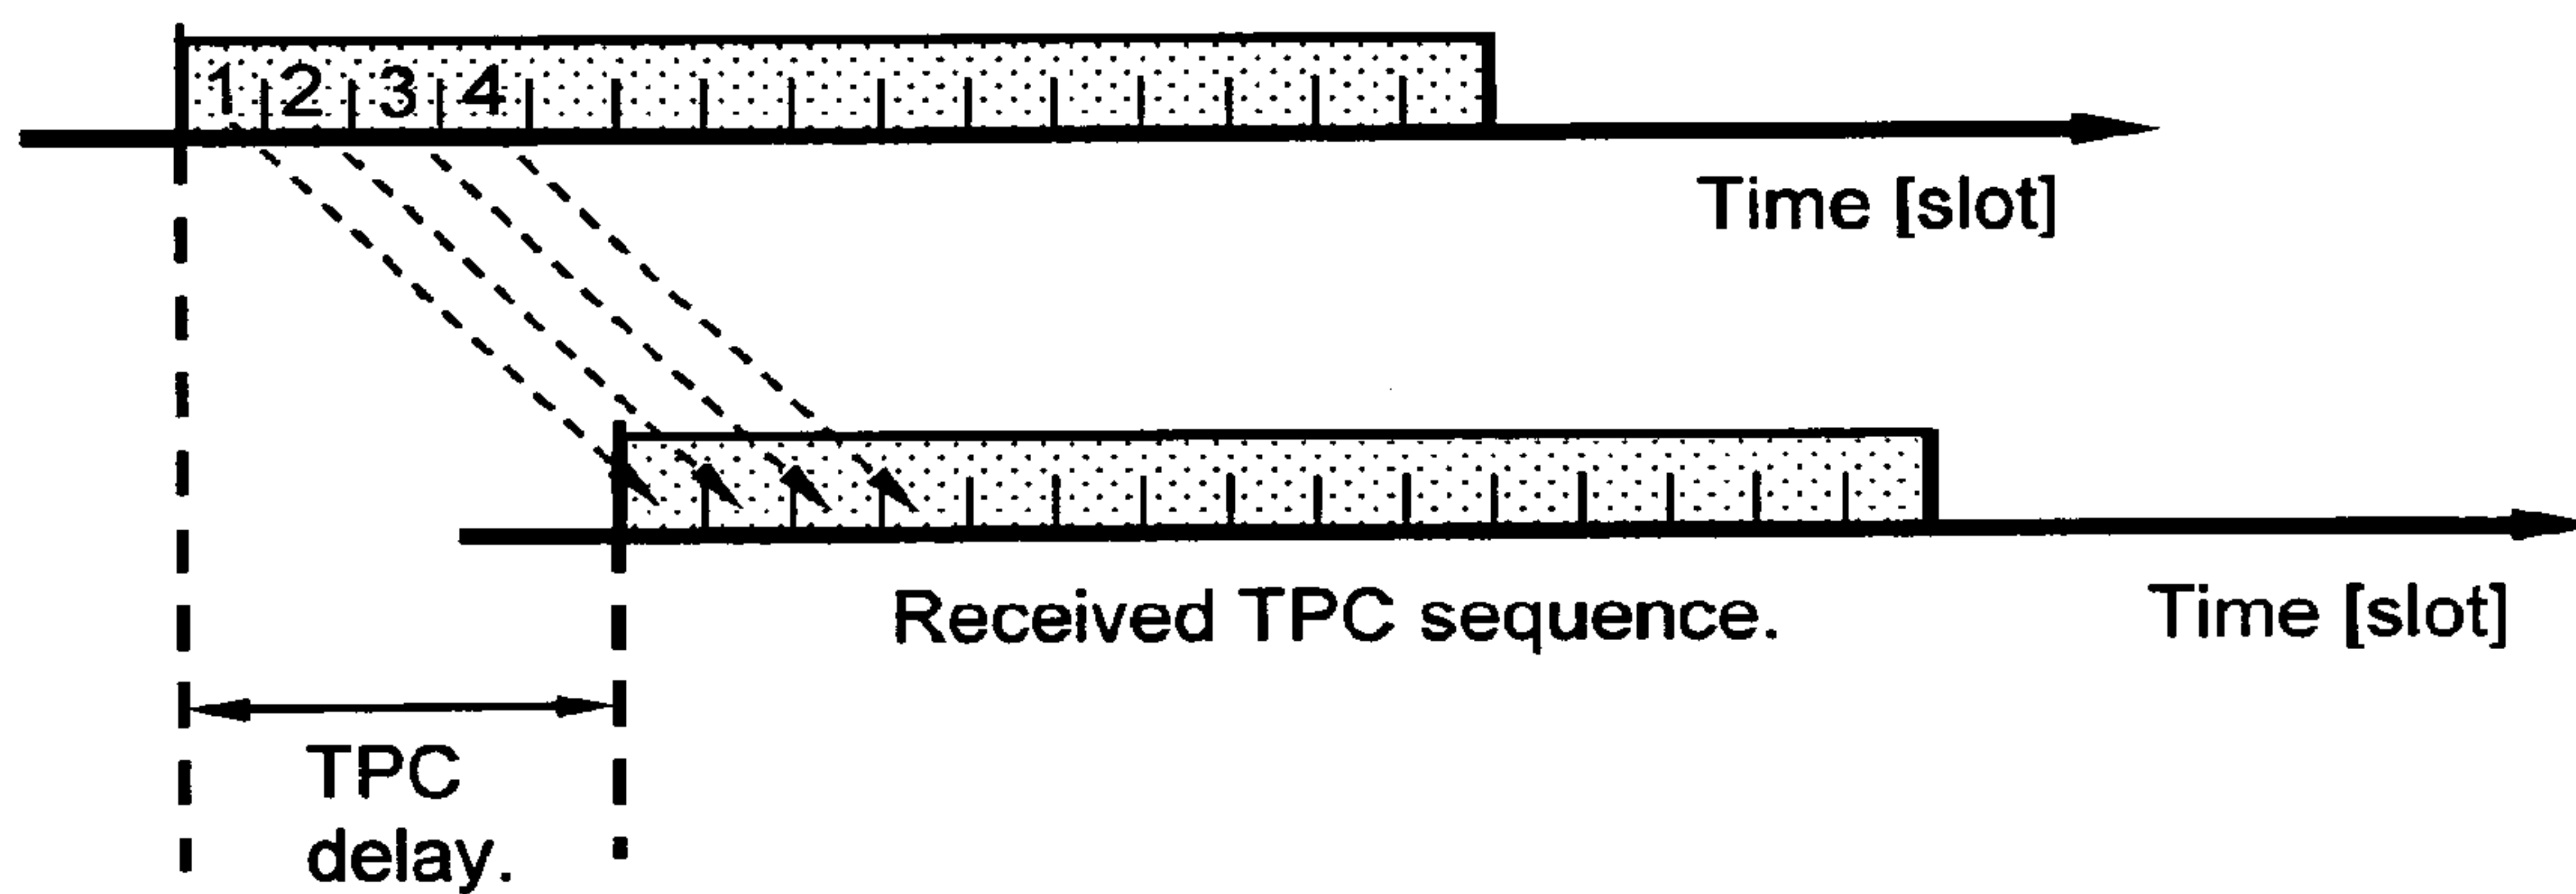 1 2 3 4
Time [slot]
Received TPC sequence.
Time [slot]
TPC
delay.